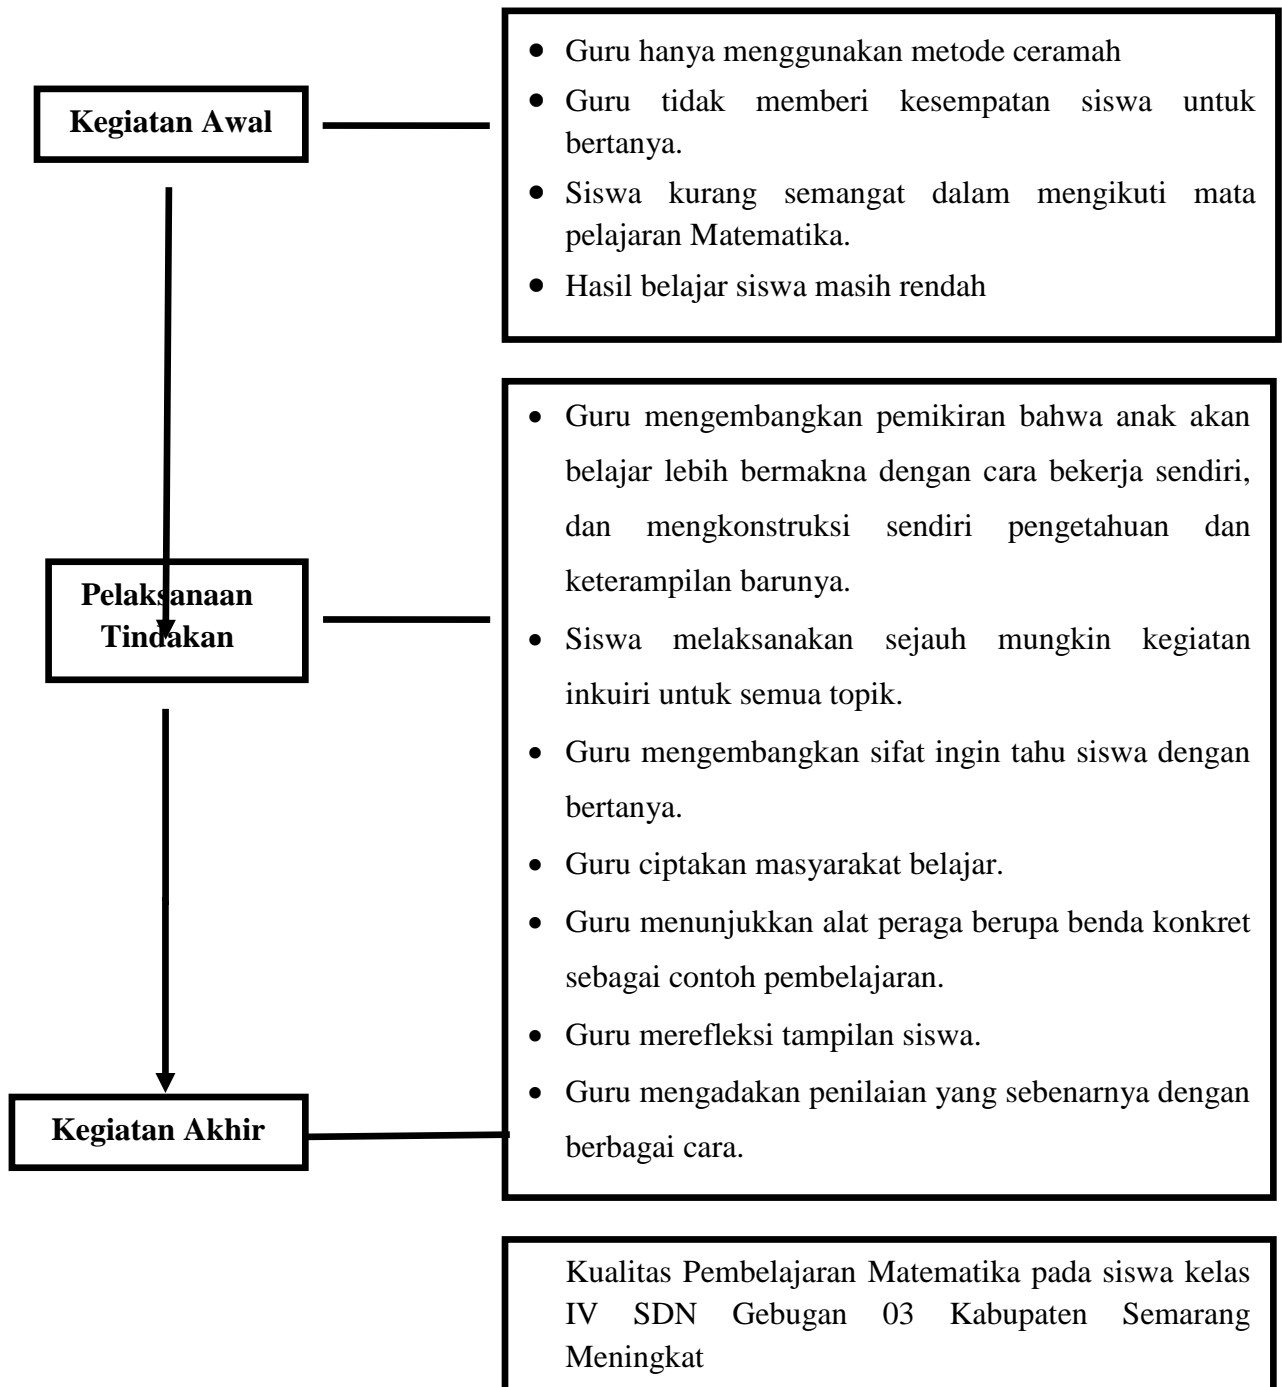 Kegiatan Awal
• Guru hanya menggunakan metode ceramah
• Guru tidak memberi kesempatan siswa untuk
bertanya.
• Siswa kurang semangat dalam mengikuti mata
pelajaran Matematika.
• Hasil belajar siswa masih rendah
Pelaksanaan
Tindakan
• Guru mengembangkan pemikiran bahwa anak akan
belajar lebih bermakna dengan cara bekerja sendiri,
dan mengkonstruksi sendiri pengetahuan dan
keterampilan barunya.
• Siswa melaksanakan sejauh mungkin kegiatan
inkuiri untuk semua topik.
• Guru mengembangkan sifat ingin tahu siswa dengan
bertanya.
• Guru ciptakan masyarakat belajar.
• Guru menunjukkan alat peraga berupa benda konkret
sebagai contoh pembelajaran.
• Guru merefleksi tampilan siswa.
• Guru mengadakan penilaian yang sebenarnya dengan
berbagai cara.
Kegiatan Akhir
Kualitas Pembelajaran Matematika pada siswa kelas
IV SDN Gebugan 03 Kabupaten Semarang
Meningkat